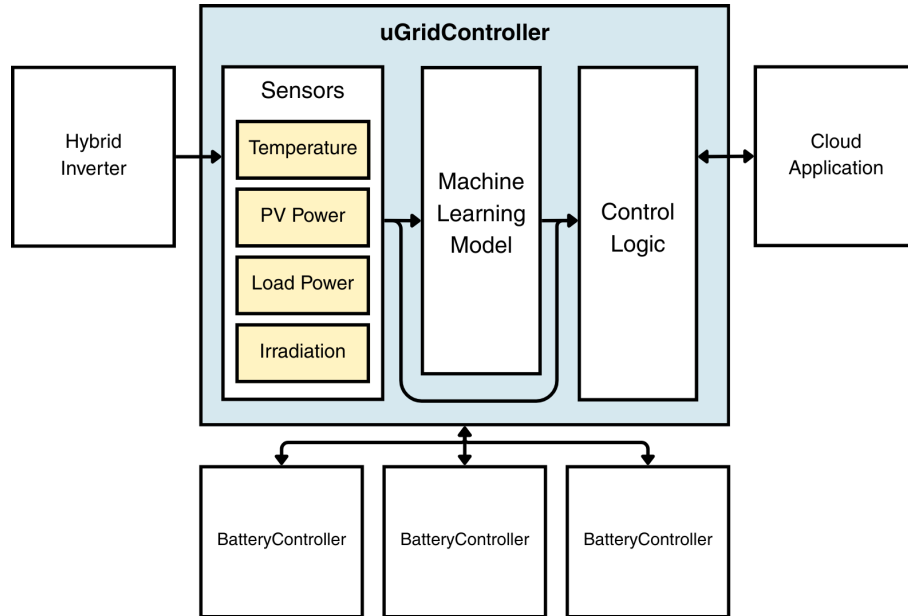 uGridController
Hybrid
Inverter
Sensors
Temperature
PV Power
Load Power
Irradiation
Machine
Learning
Model
Control
Logic
Cloud
Application
BatteryController
BatteryController
BatteryController